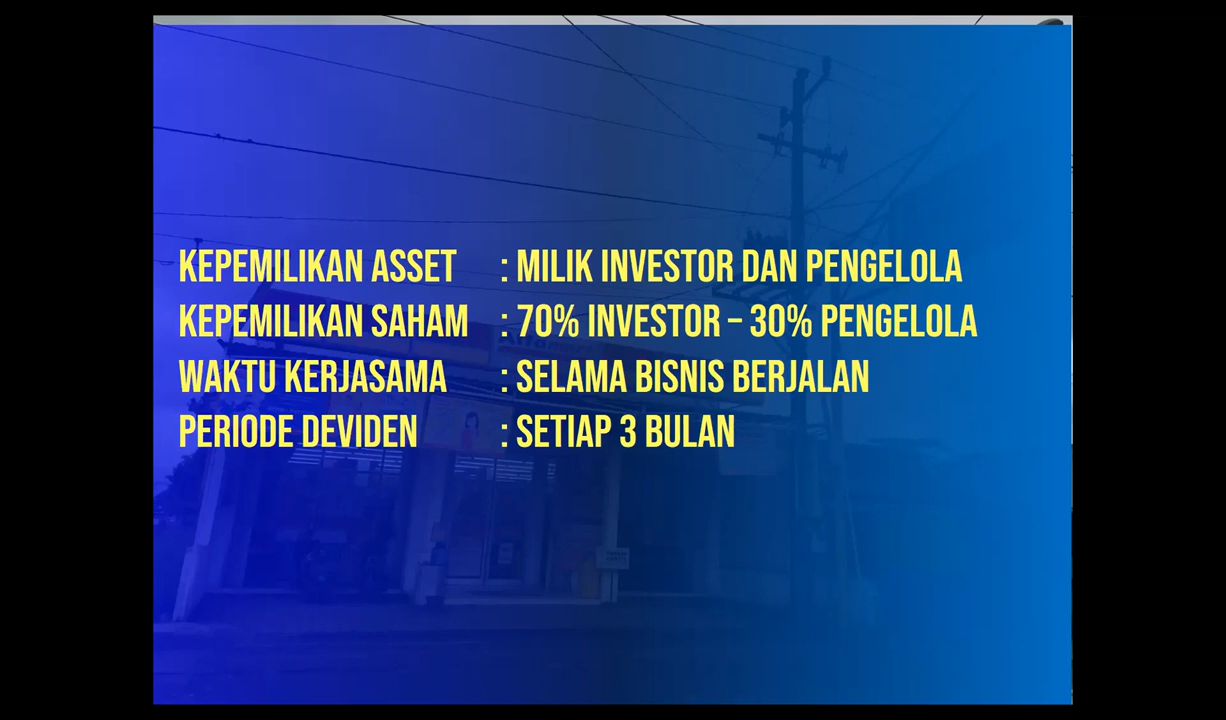 KEPEMILIKAN ASSET : MILIK INVESTOR DAN PENGELOLA
KEPEMILIKAN SAHAM : 70% INVESTOR – 30% PENGELOLA
WAKTU KERJASAMA : SELAMA BISNIS BERJALAN
PERIODE DEVIDEN : SETIAP 3 BULAN